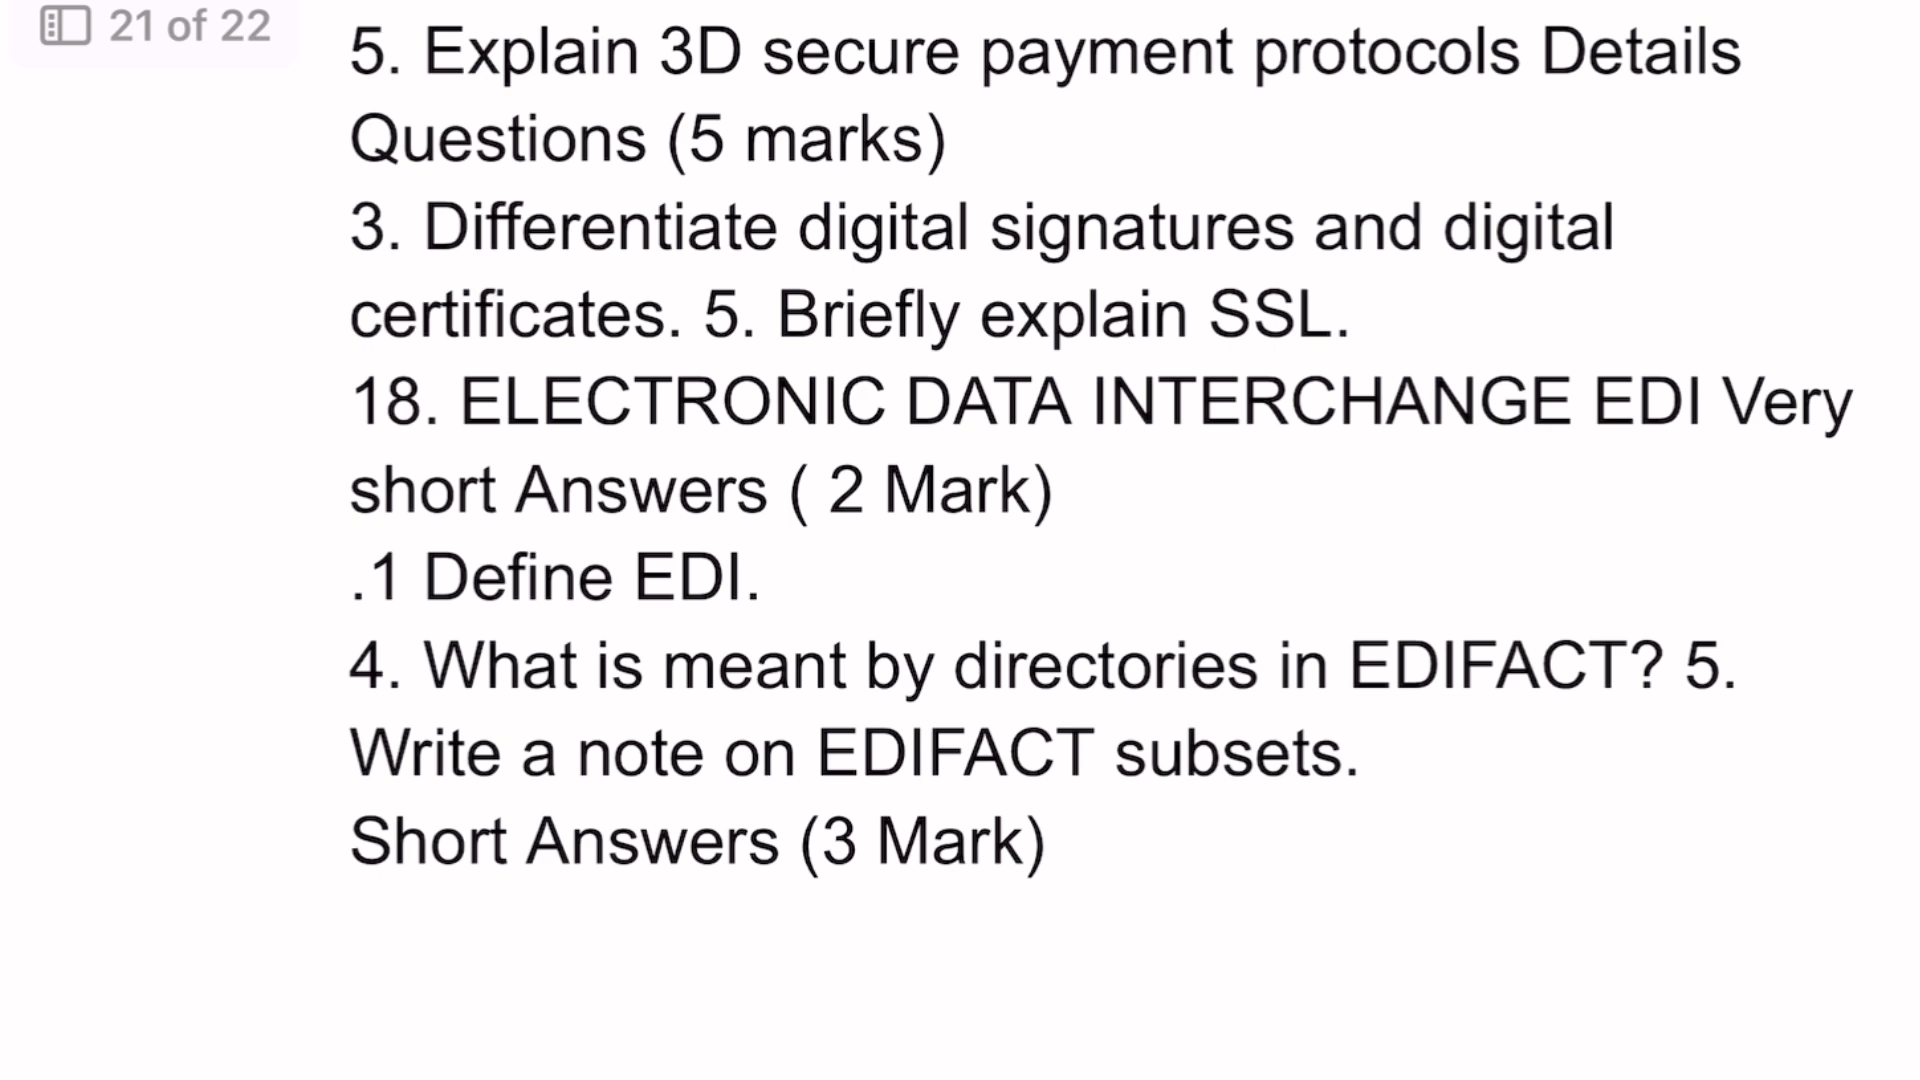 21 of 22
5. Explain 3D secure payment protocols Details
Questions (5 marks)
3. Differentiate digital signatures and digital
certificates. 5. Briefly explain SSL.
18. ELECTRONIC DATA INTERCHANGE EDI Very
short Answers ( 2 Mark)
.1 Define EDI.
4. What is meant by directories in EDIFACT? 5.
Write a note on EDIFACT subsets.
Short Answers (3 Mark)